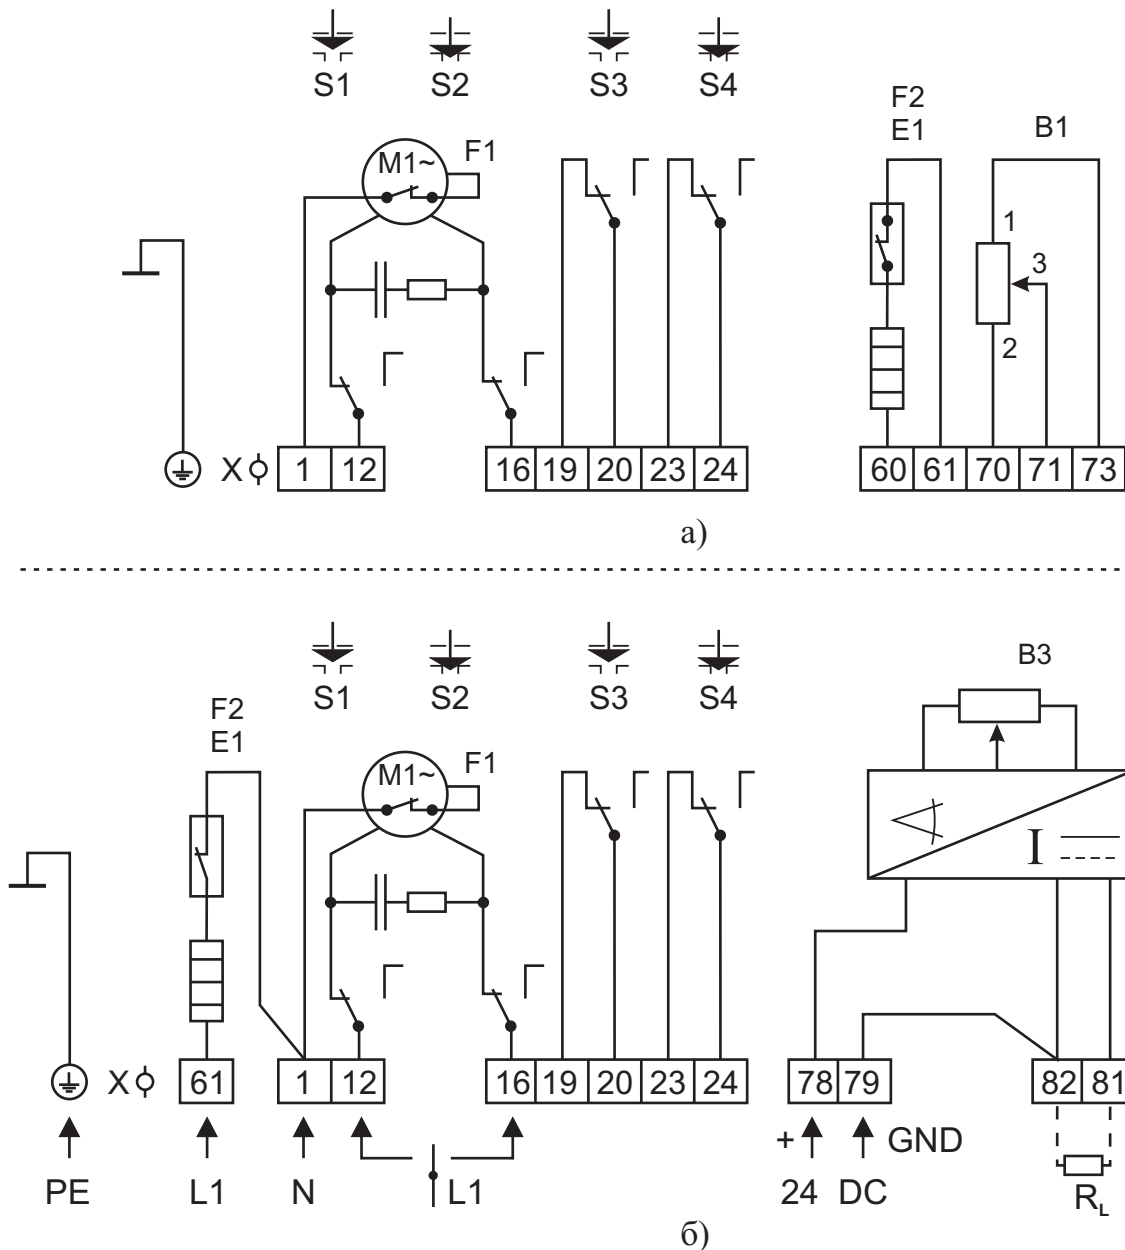 S1 S2 S3 S4
F2
E1
B1
M1~ F1
1
3
2
X 1 12 16 19 20 23 24 60 61 70 71 73
а)
S1 S2 S3 S4
B3
F2
E1
M1~ F1
I
X 61 1 12 16 19 20 23 24 78 79 82 81
+ GND
PE L1 N L1 24 DC RL
б)